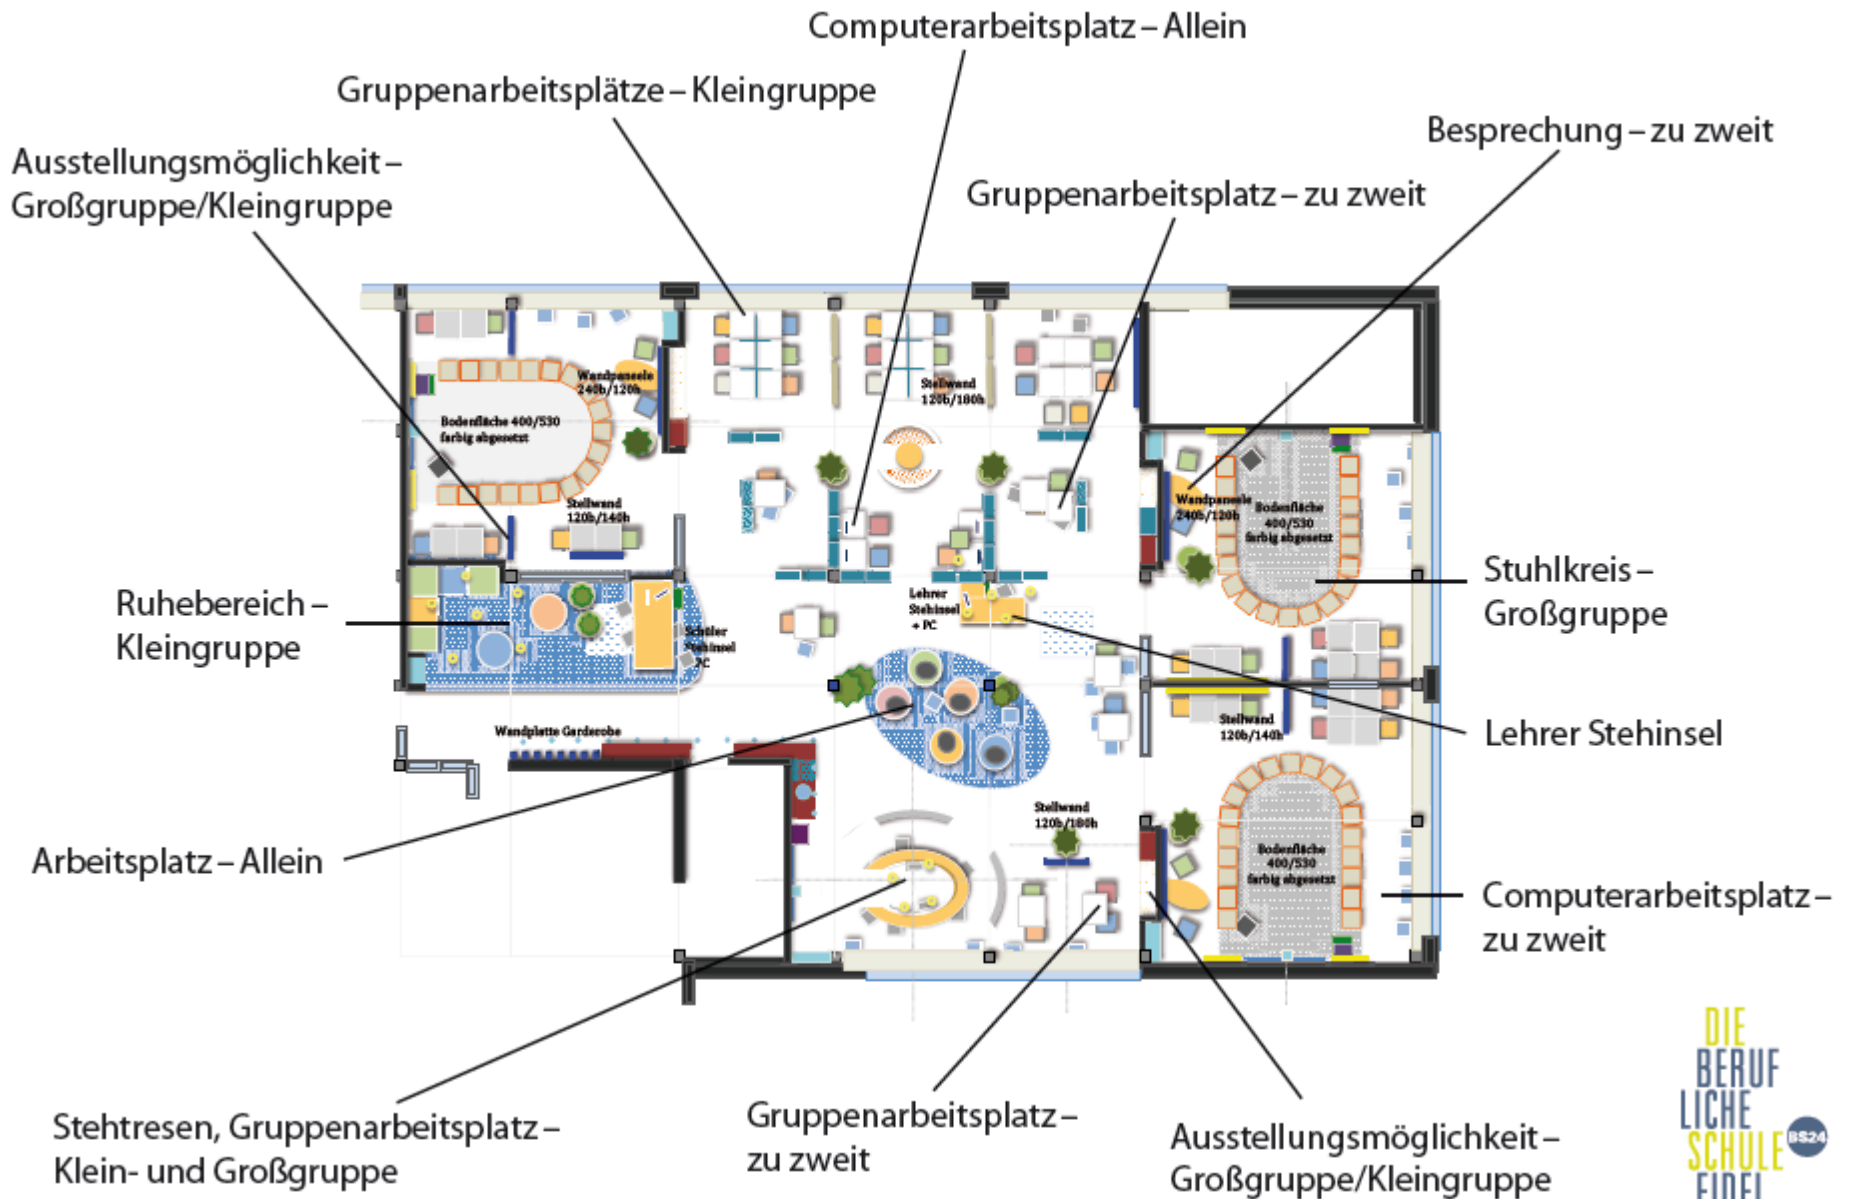 Computerarbeitsplatz – Allein
Gruppenarbeitsplätze – Kleingruppe
Besprechung – zu zweit
Ausstellungsmöglichkeit –
Großgruppe/Kleingruppe
Gruppenarbeitsplatz – zu zweit
Wandpaneele
240b/120h
Stellwand
120b/180h
Bodenfläche 400/530
farbig abgesetzt
Stellwand
120b/140h
Wandpaneele
240b/120h
Bodenfläche
400/530
farbig abgesetzt
Stuhlkreis –
Großgruppe
Ruhebereich –
Kleingruppe
Lehrer
Stehinsel
+ PC
Schüler
Stehinsel
PC
Lehrer Stehinsel
Wandplatte Garderobe
Stellwand
120b/140h
Stellwand
120b/180h
Arbeitsplatz – Allein
Bodenfläche
400/530
farbig abgesetzt
Computerarbeitsplatz –
zu zweit
Stehtresen, Gruppenarbeitsplatz –
Klein- und Großgruppe
Gruppenarbeitsplatz –
zu zweit
Ausstellungsmöglichkeit –
Großgruppe/Kleingruppe
DIE
BERUF
LICHE
SCHULE
BS24